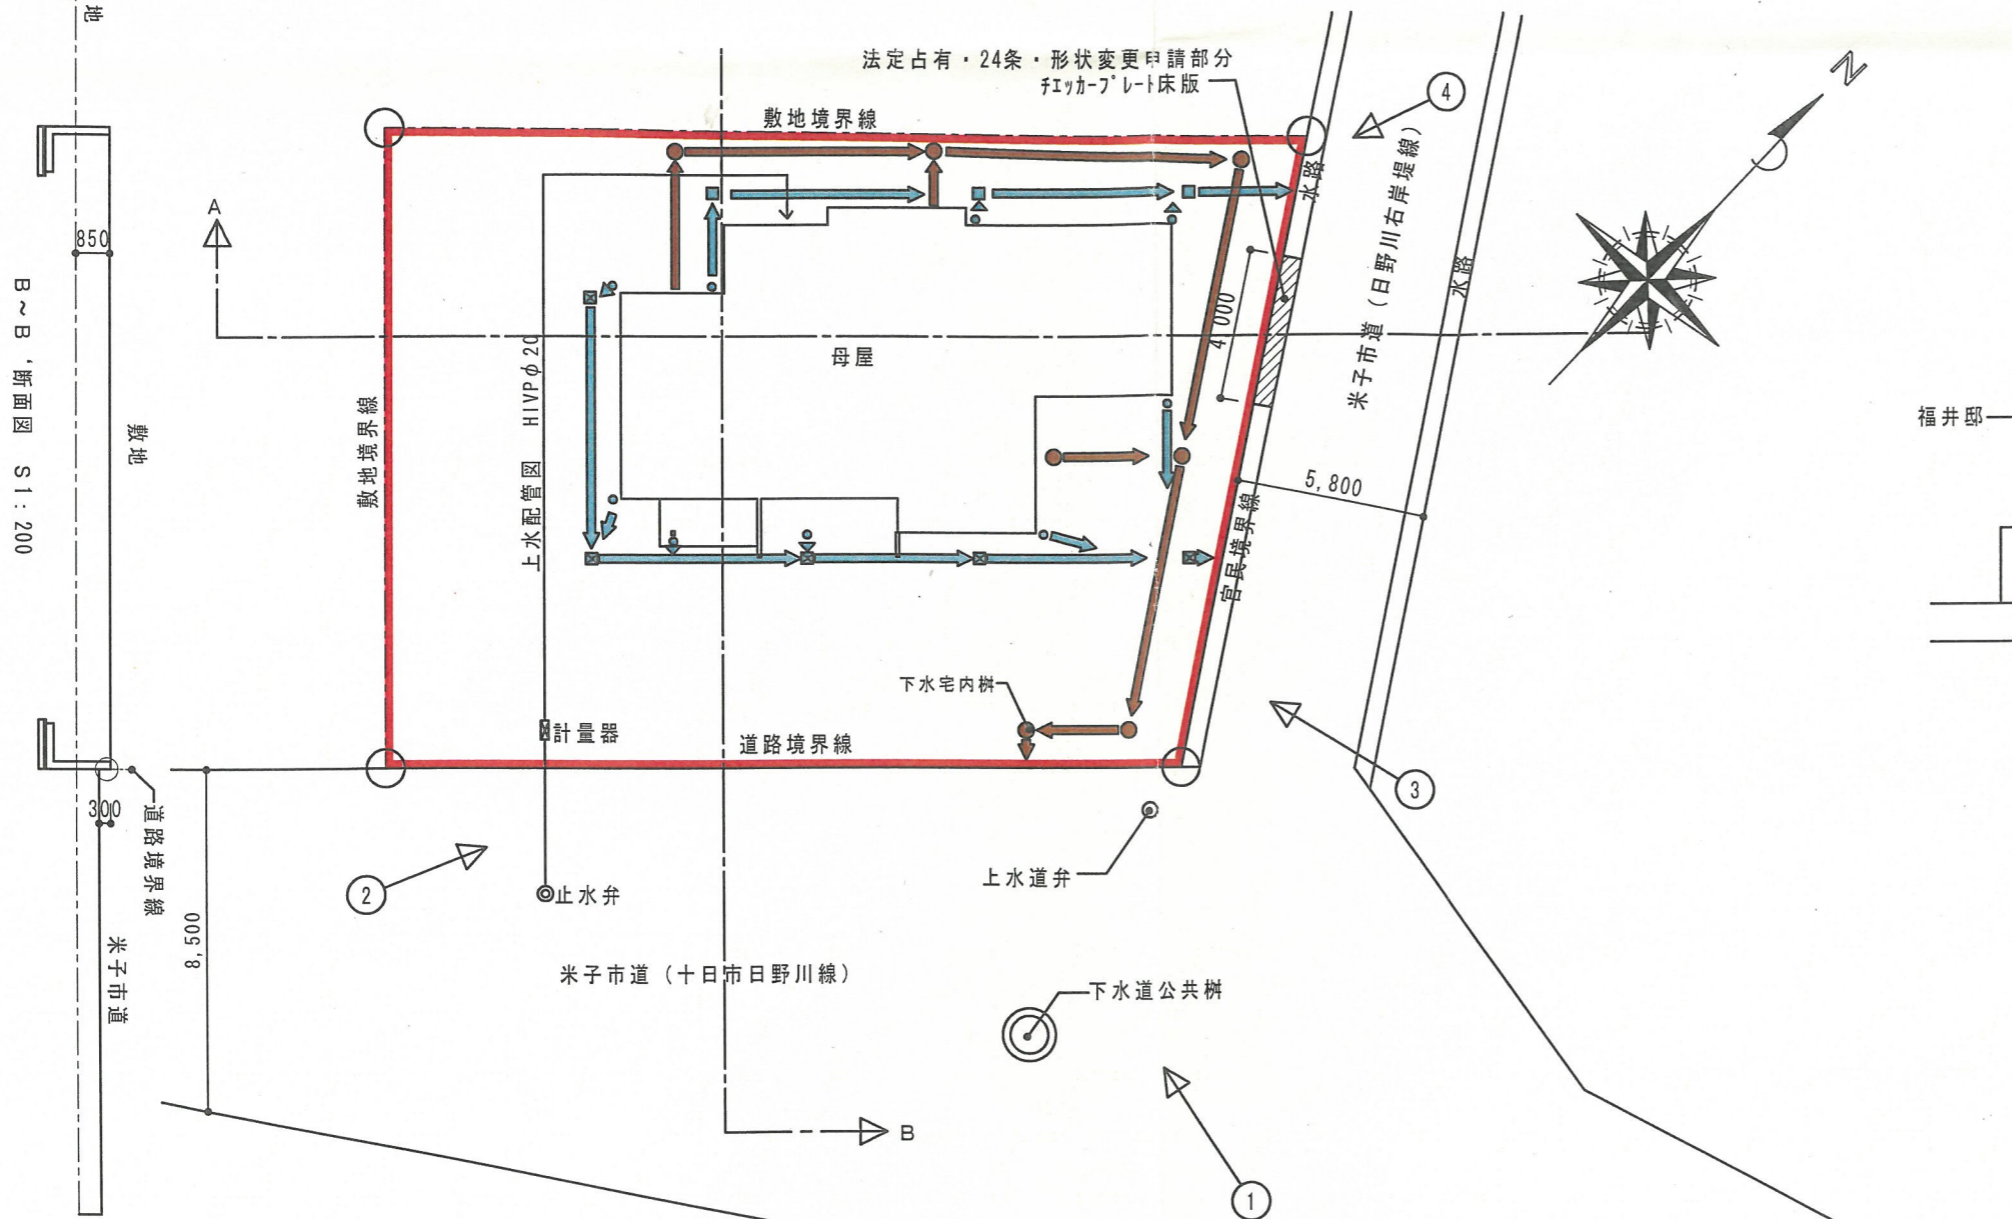 地
850
B～B'断面図 S1:200
敷地
300
道路境界線
米子市道
8,500
A
法定占有・24条・形状変更申請部分
チェッカープレート床版
敷地境界線
4
N
水路
米子市道(日野川右岸堤線)
水路
4,000
母屋
敷地境界線
上水配管図 HIVPφ20
福井邸
5,800
官民境界線
下水宅内桝
計量器
道路境界線
3
2
止水弁
上水道弁
米子市道(十日市日野川線)
下水道公共桝
B
1